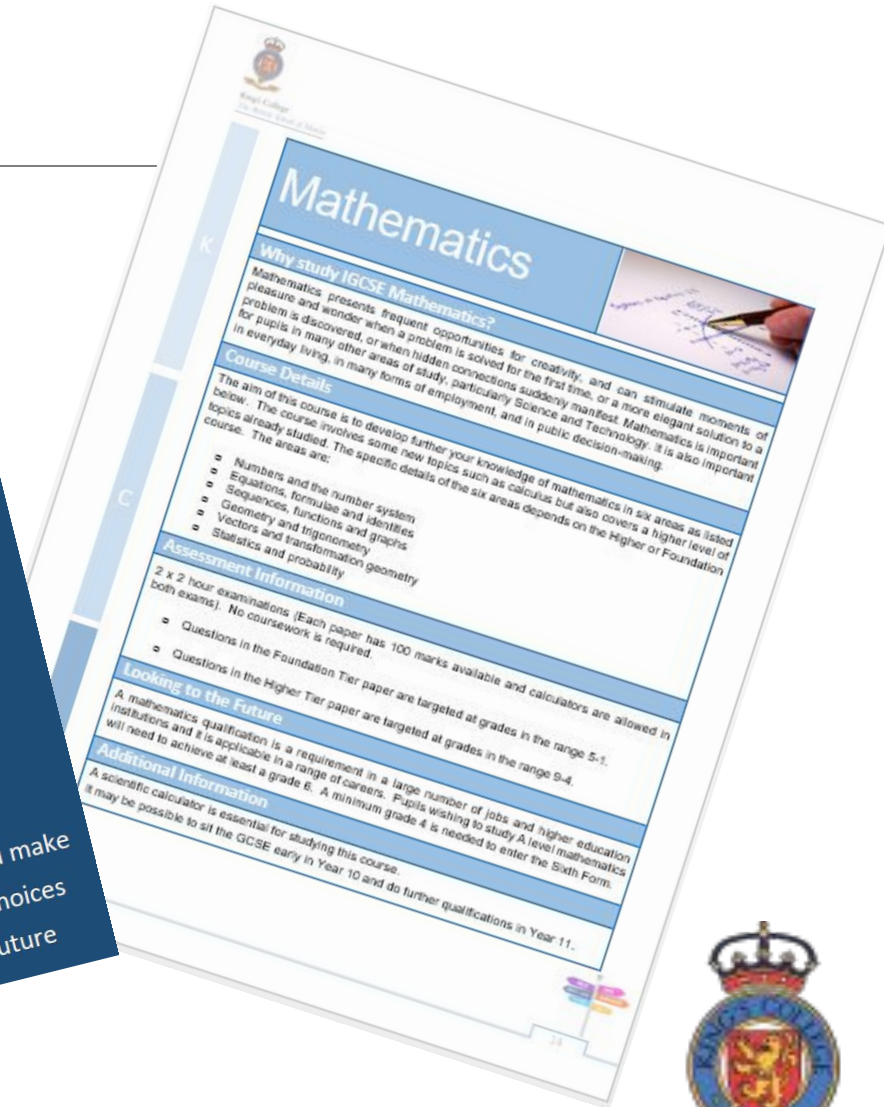 King's College
Mathematics
Why study IGCSE Mathematics?
Mathematics presents frequent opportunities for creativity, and can stimulate moments of
pleasure and wonder when a problem is solved for the first time, or a more elegant solution to a
problem is discovered, or when hidden connections suddenly manifest. Mathematics is important
for pupils in many other areas of study, particularly Science and Technology. It is also important
in everyday living, in many forms of employment, and in public decision-making.
Course Details
The aim of this course is to develop further your knowledge of mathematics in six areas as listed
below. The course involves some new topics such as calculus but also covers a higher level of
topics already studied. The specific details of the six areas depends on the Higher or Foundation
course. The areas are:
Numbers and the number system
Equations, formulae and identities
Sequences, functions and graphs
Geometry and trigonometry
Vectors and transformation geometry
Statistics and probability
Assessment Information
2 x 2 hour examinations (Each paper has 100 marks available and calculators are allowed in
both exams). No coursework is required.
Questions in the Foundation Tier paper are targeted at grades in the range 5-1.
Questions in the Higher Tier paper are targeted at grades in the range 9-4.
Looking to the Future
A mathematics qualification is a requirement in a large number of jobs and higher education
institutions and it is applicable in a range of careers. Pupils wishing to study A level mathematics
will need to achieve at least a grade 6. A minimum grade 4 is needed to enter the Sixth Form.
Additional Information
A scientific calculator is essential for studying this course.
It may be possible to sit the GCSE early in Year 10 and do further qualifications in Year 11.
24
K
C
make
uture
KING'S COLLEGE